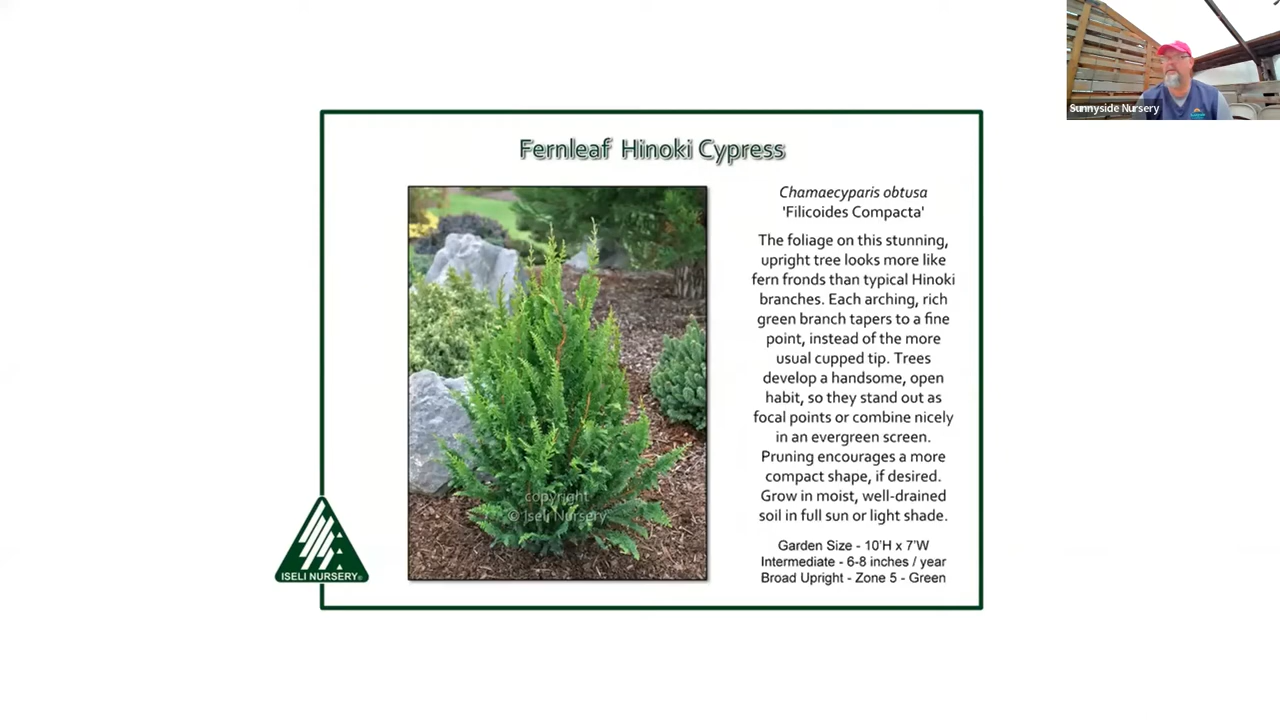 Sunnyside Nursery
Fernleaf Hinoki Cypress
Chamaecyparis obtusa
'Filicoides Compacta'
The foliage on this stunning,
upright tree looks more like
fern fronds than typical Hinoki
branches. Each arching, rich
green branch tapers to a fine
point, instead of the more
usual cupped tip. Trees
develop a handsome, open
habit, so they stand out as
focal points or combine nicely
in an evergreen screen.
Pruning encourages a more
compact shape, if desired.
Grow in moist, well-drained
soil in full sun or light shade.
Garden Size - 10'H x 7'W
Intermediate - 6-8 inches / year
Broad Upright - Zone 5 - Green
copyright
© Iseli Nursery
ISELI NURSERY®